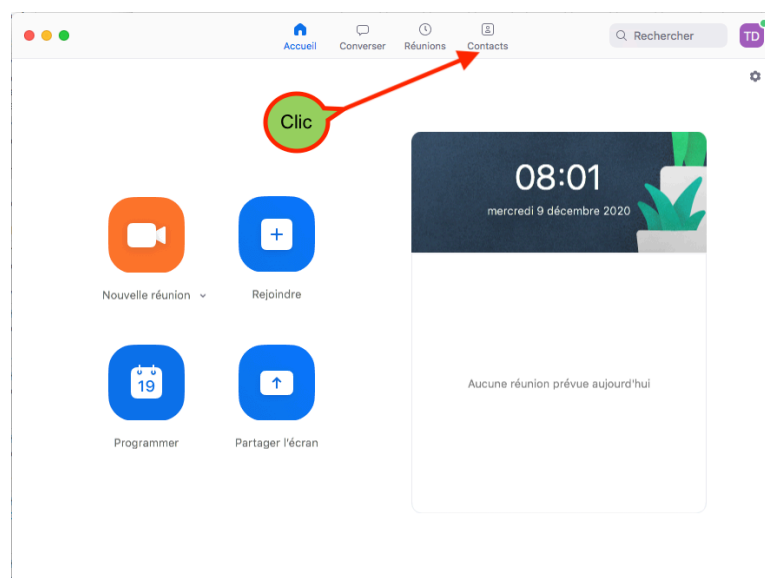 Accueil
Converser
Réunions
Contacts
Rechercher
TD
Clic
08:01
mercredi 9 décembre 2020
Nouvelle réunion
Rejoindre
19
Programmer
Partager l'écran
Aucune réunion prévue aujourd'hui